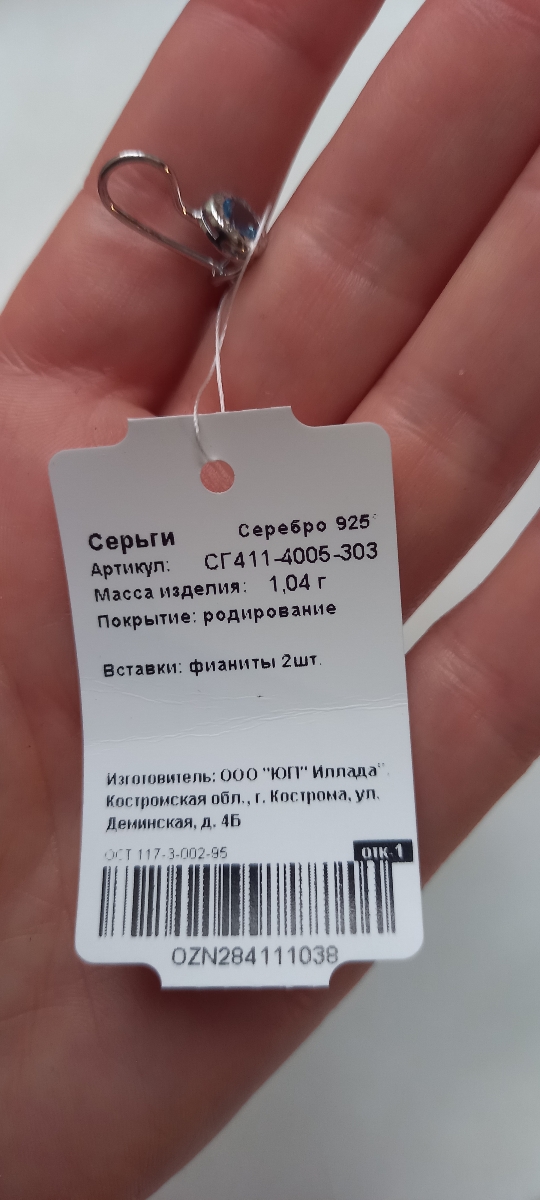 Серьги Серебро 925°
Артикул: СГ411-4005-303
Масса изделия: 1,04 г
Покрытие: родирование
Вставки: фианиты 2шт.
Изготовитель: ООО "ЮП" Иллада"
Костромская обл., г. Кострома, ул.
Деминская, д. 4Б
ОСТ 117-3-002-95 ОТК-1
OZN284111038